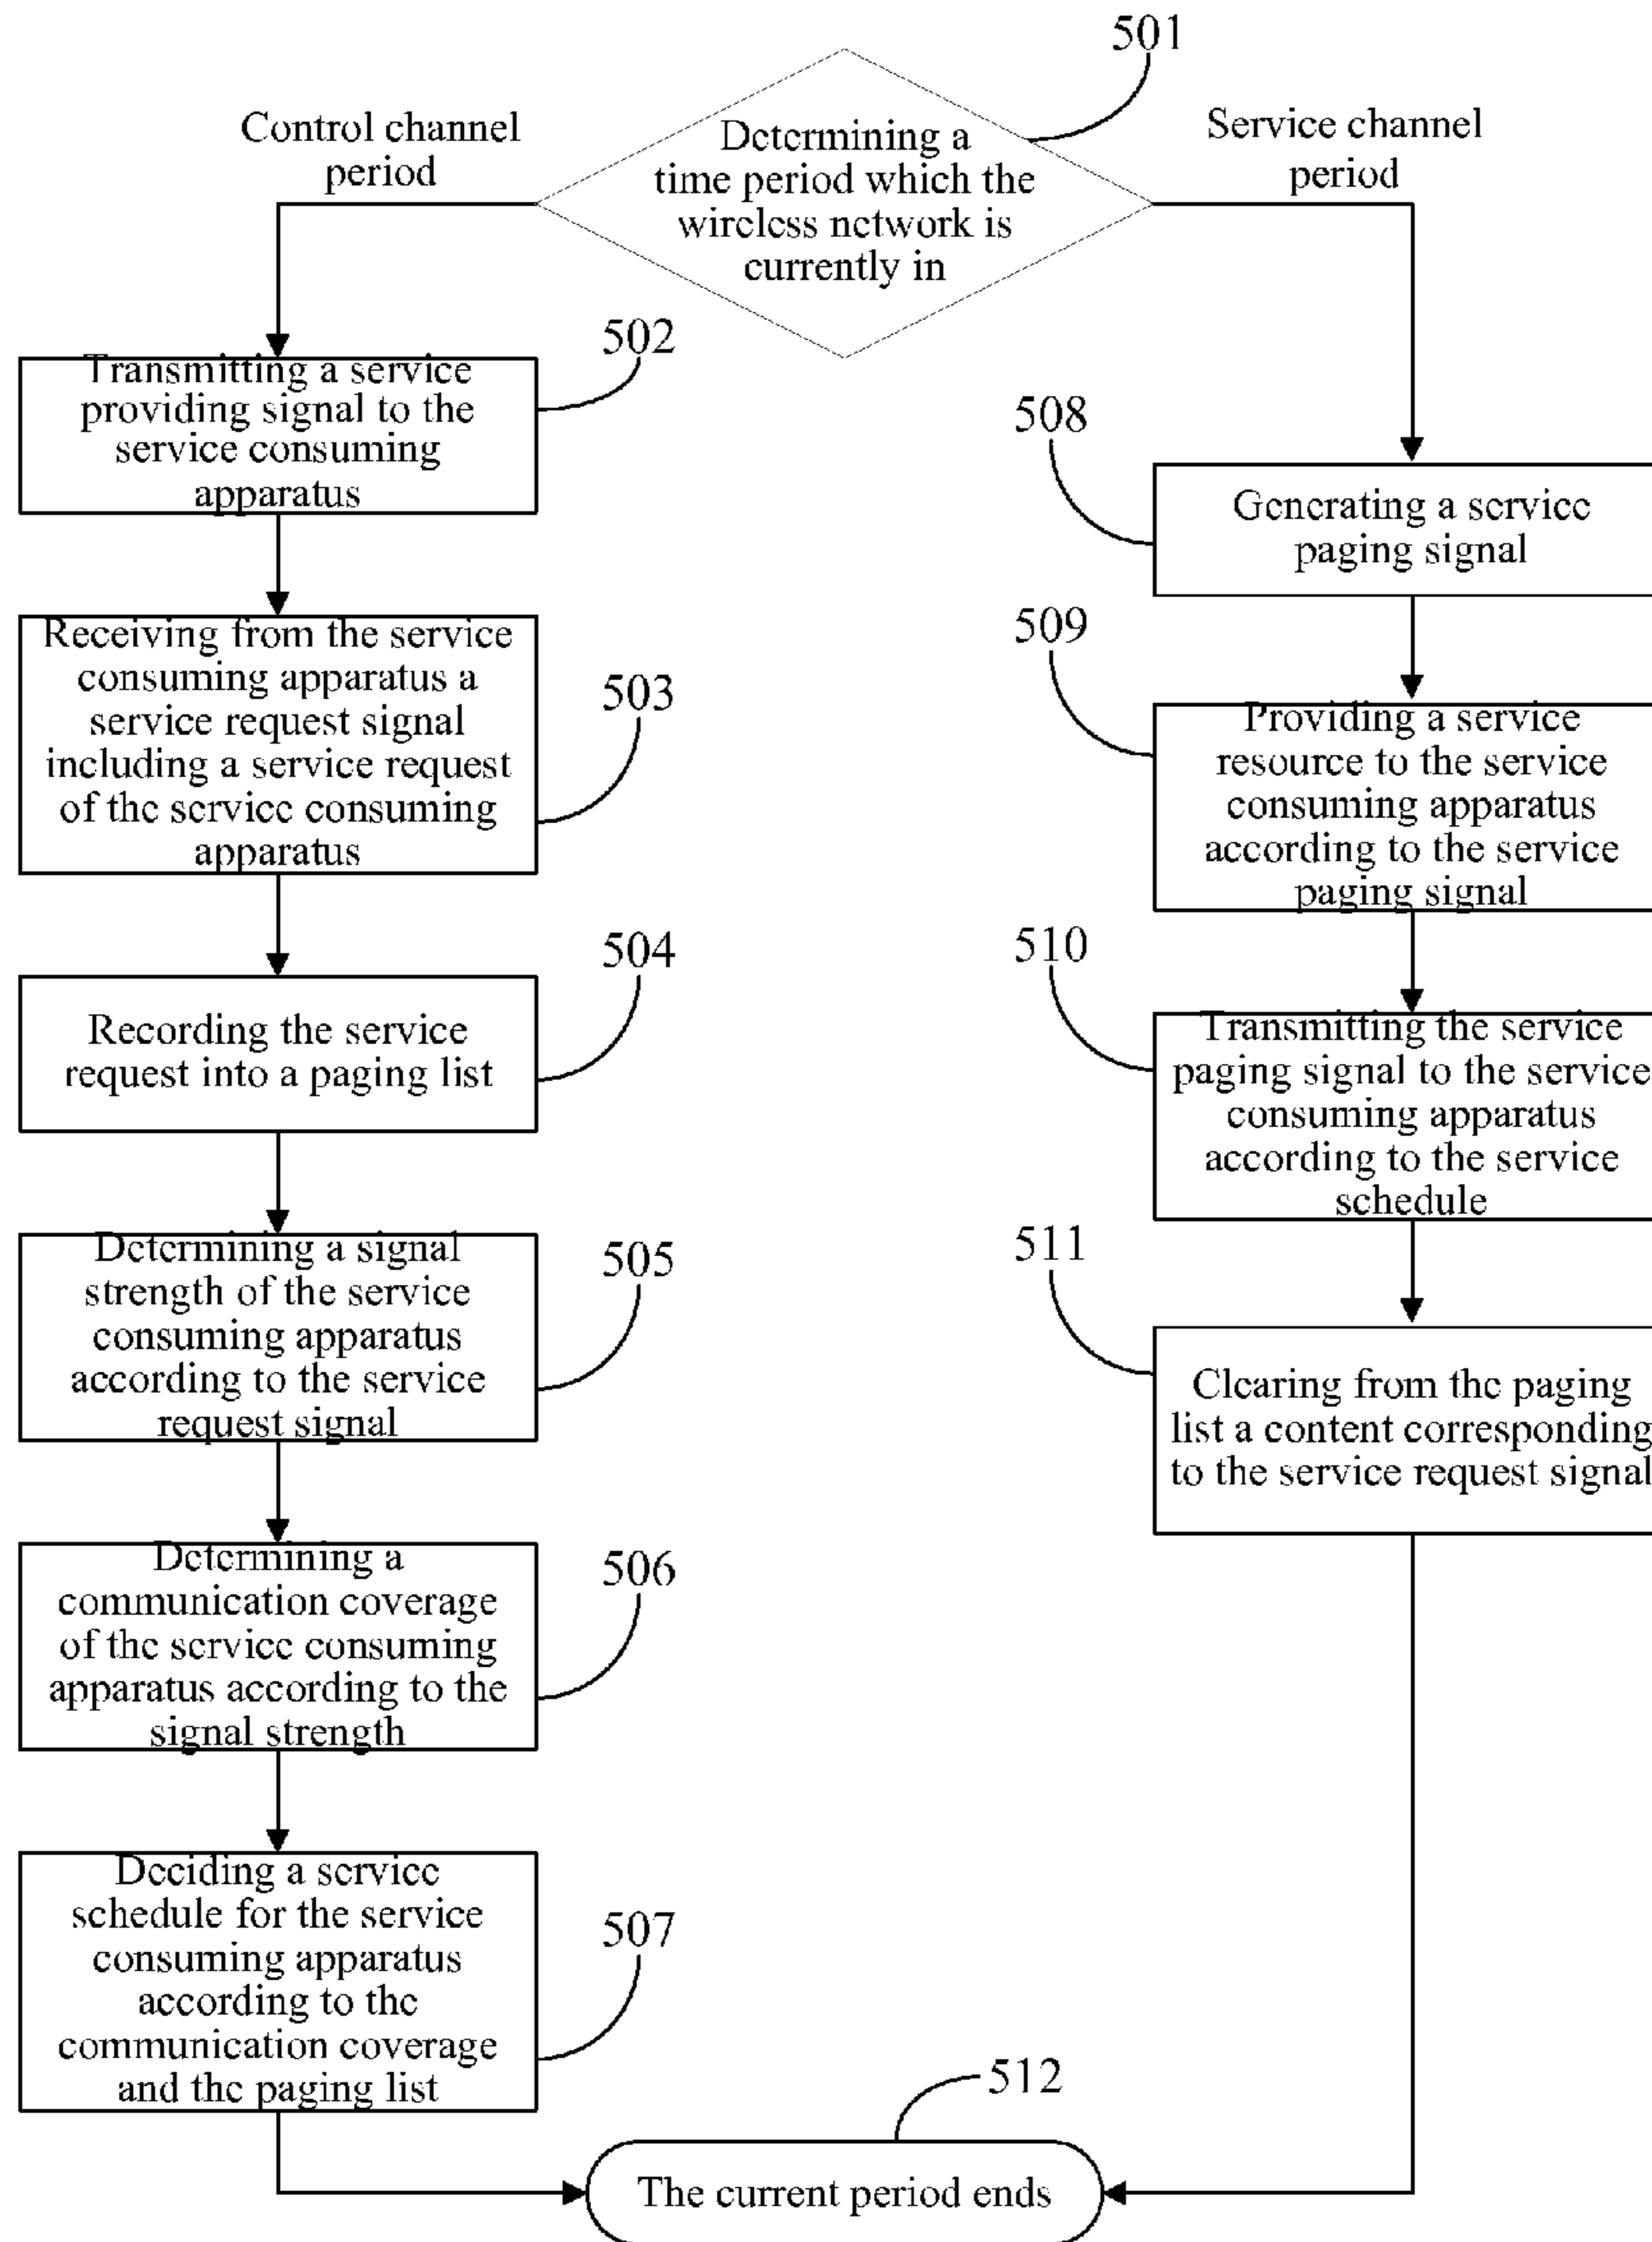 501
Control channel
period
Determining a
time period which the
wireless network is
currently in
Service channel
period
502
Transmitting a service
providing signal to the
service consuming
apparatus
503
Receiving from the service
consuming apparatus a
service request signal
including a service request
of the service consuming
apparatus
504
Recording the service
request into a paging list
505
Determining a signal
strength of the service
consuming apparatus
according to the service
request signal
506
Determining a
communication coverage
of the service consuming
apparatus according to the
signal strength
507
Deciding a service
schedule for the service
consuming apparatus
according to the
communication coverage
and the paging list
508
Generating a service
paging signal
509
Providing a service
resource to the service
consuming apparatus
according to the service
paging signal
510
Transmitting the service
paging signal to the service
consuming apparatus
according to the service
schedule
511
Clearing from the paging
list a content corresponding
to the service request signal
512
The current period ends